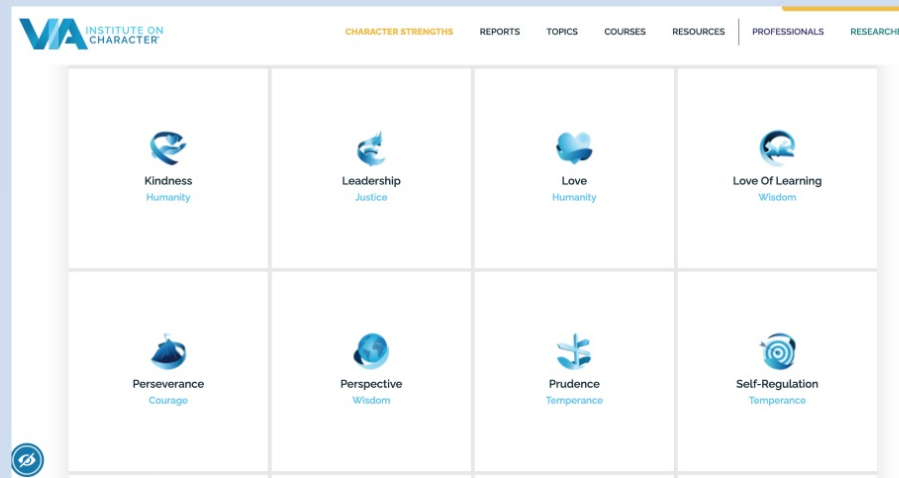 VIA INSTITUTE ON
CHARACTER
CHARACTER STRENGTHS REPORTS TOPICS COURSES RESOURCES PROFESSIONALS
Kindness
Humanity
Leadership
Justice
Love
Humanity
Love Of Learning
Wisdom
Perseverance
Courage
Perspective
Wisdom
Prudence
Temperance
Self-Regulation
Temperance